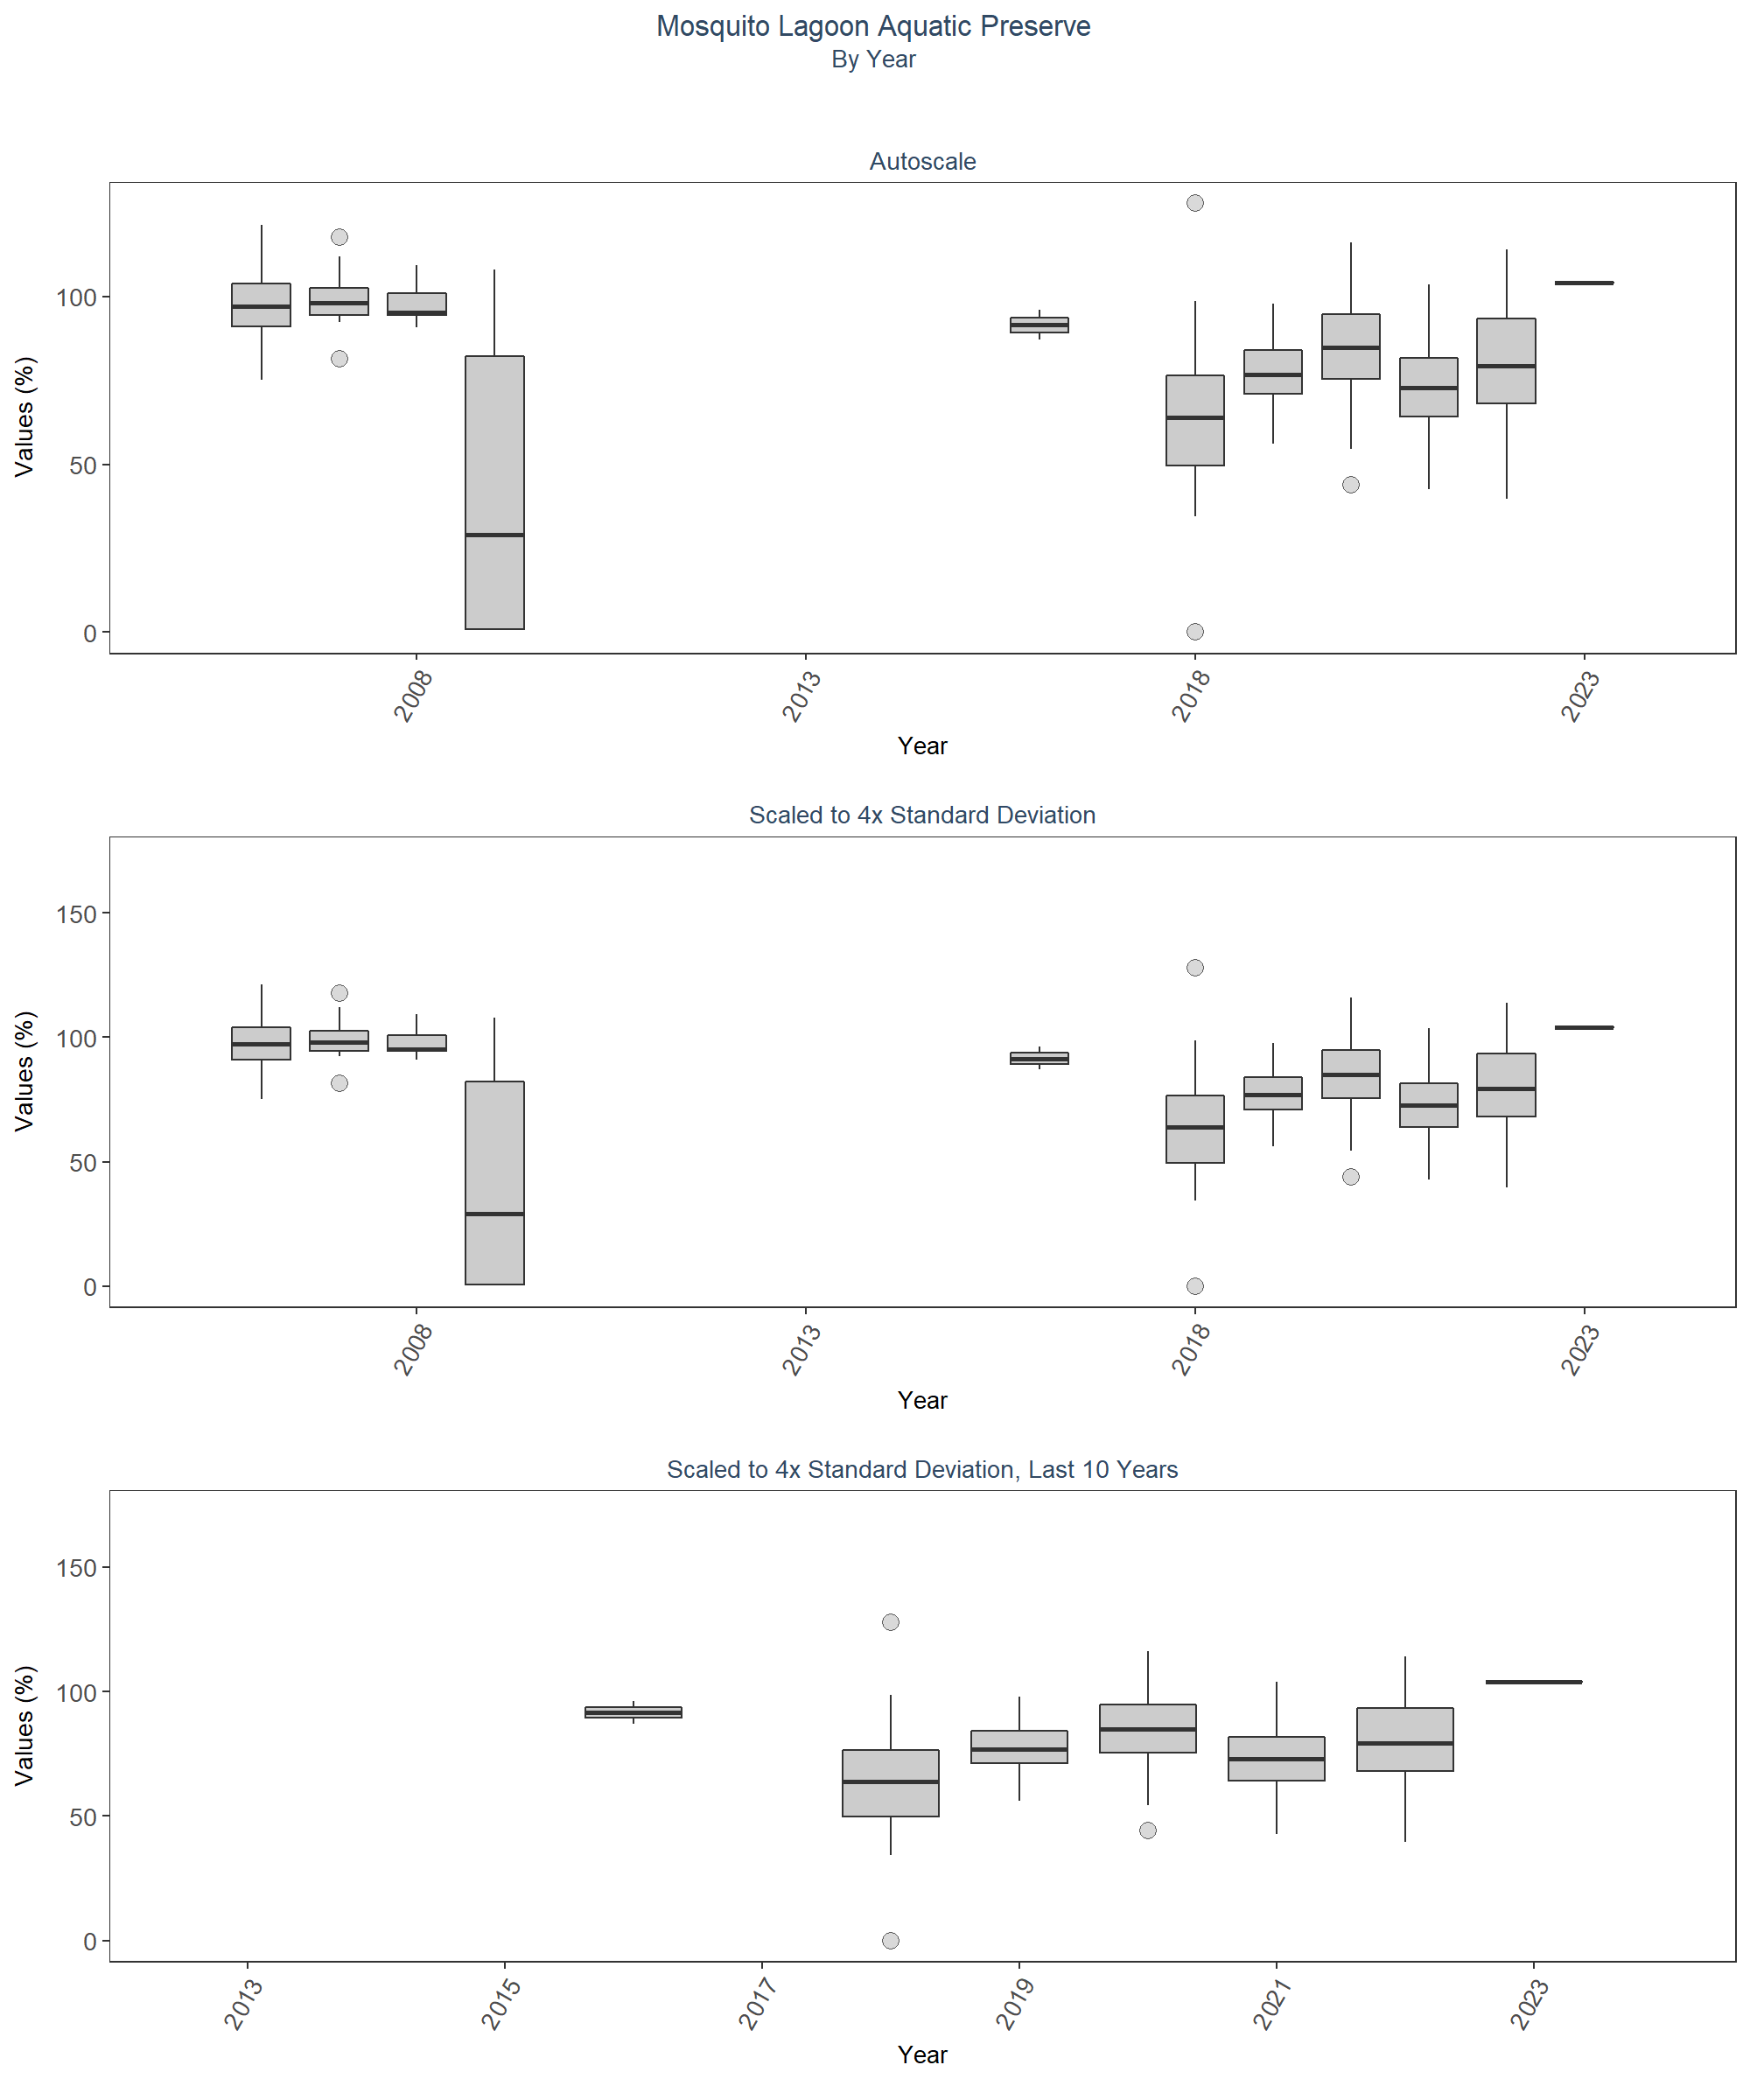 Mosquito Lagoon Aquatic Preserve
By Year
Autoscale
Values (%)
100
50
0
2008
2013
2018
2023
Year
Scaled to 4x Standard Deviation
Values (%)
150
100
50
0
2008
2013
2018
2023
Year
Scaled to 4x Standard Deviation, Last 10 Years
Values (%)
150
100
50
0
2013
2015
2017
2019
2021
2023
Year